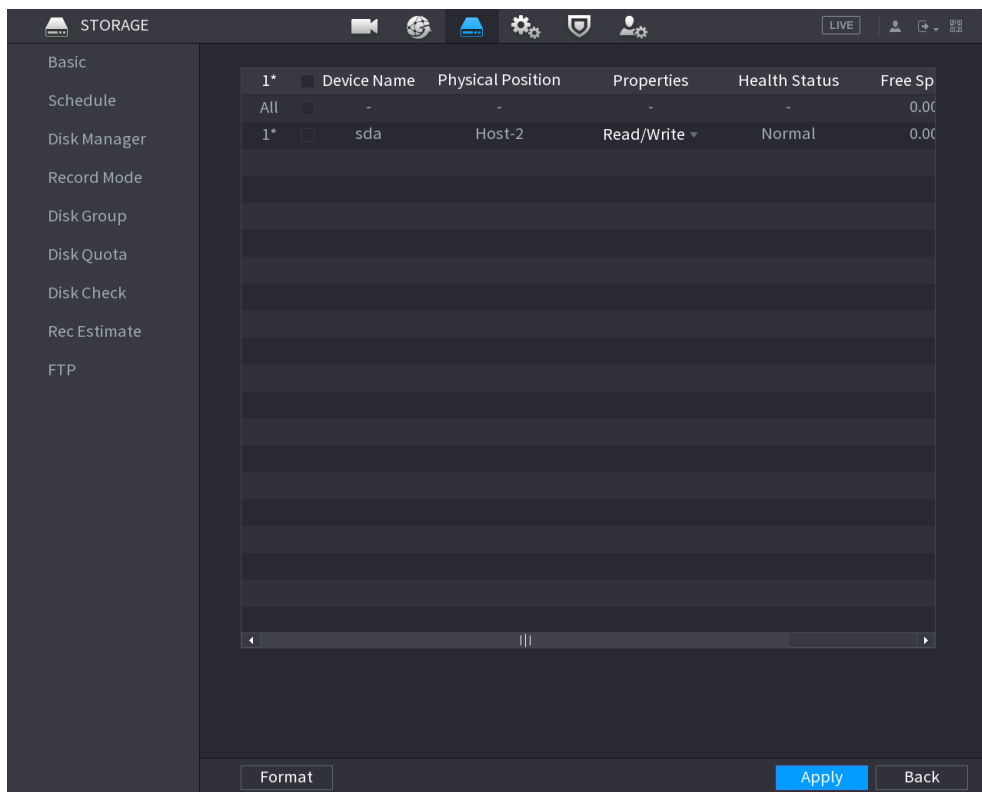 STORAGE LIVE
Basic
Schedule
Disk Manager
Record Mode
Disk Group
Disk Quota
Disk Check
Rec Estimate
FTP
1* Device Name Physical Position Properties Health Status Free Sp
All - - - - 0.00
1* sda Host-2 Read/Write Normal 0.00
Format Apply Back